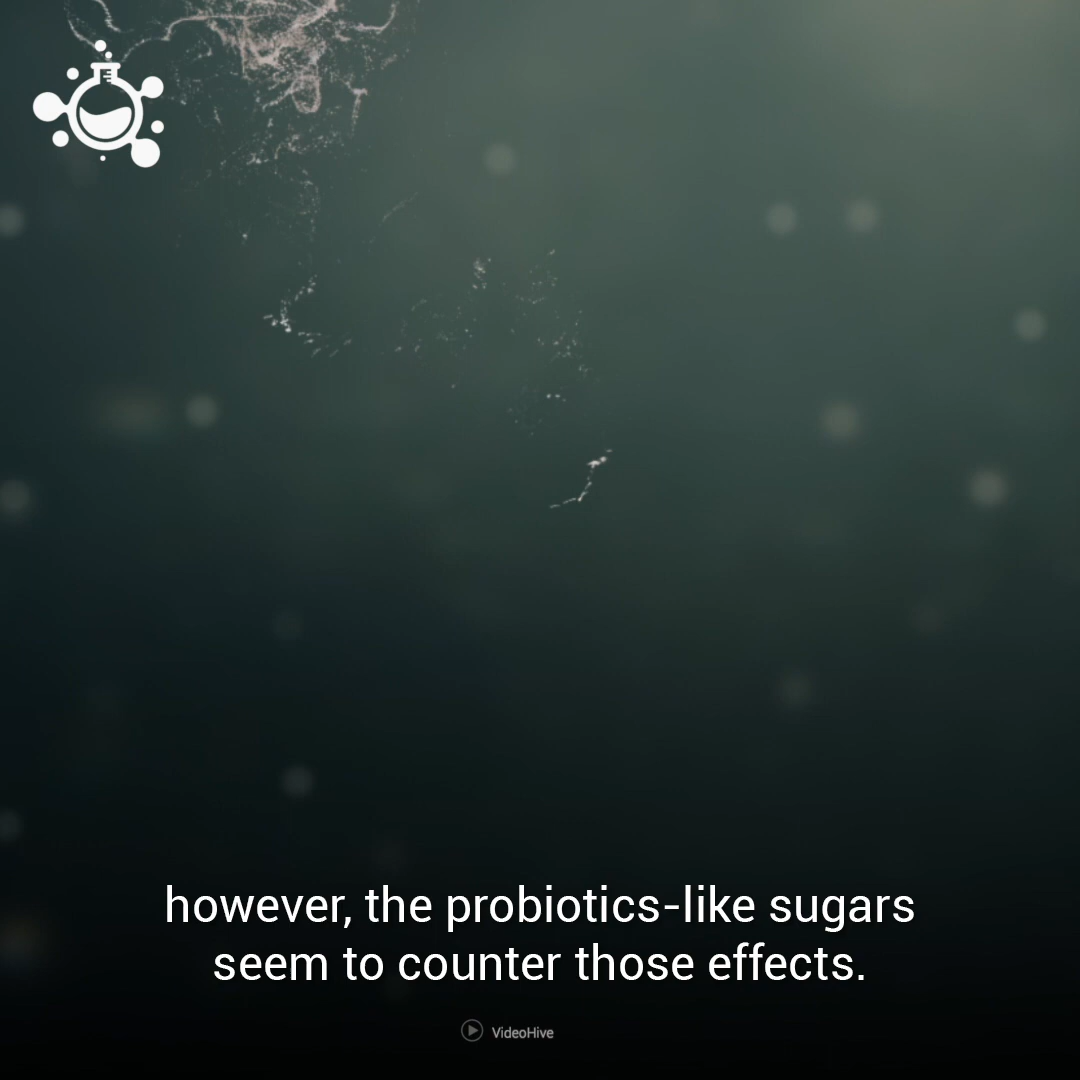 however, the probiotics-like sugars
seem to counter those effects.
VideoHive